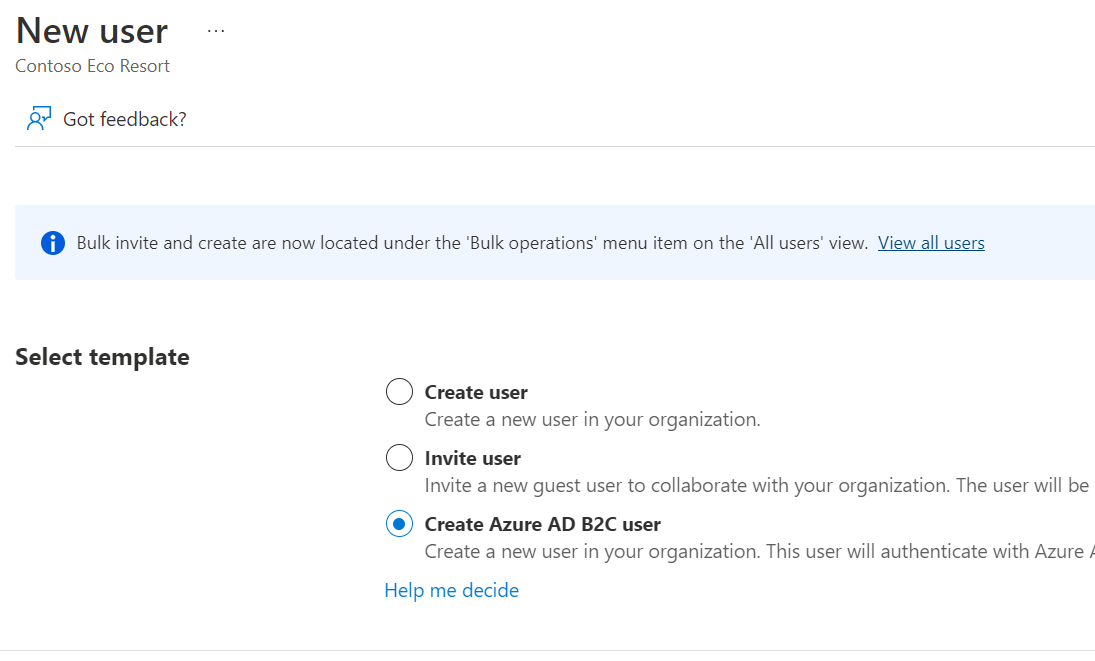 New user ...
Contoso Eco Resort
Got feedback?
Bulk invite and create are now located under the 'Bulk operations' menu item on the 'All users' view. View all users
Select template
Create user
Create a new user in your organization.
Invite user
Invite a new guest user to collaborate with your organization. The user will be
Create Azure AD B2C user
Create a new user in your organization. This user will authenticate with Azure
Help me decide